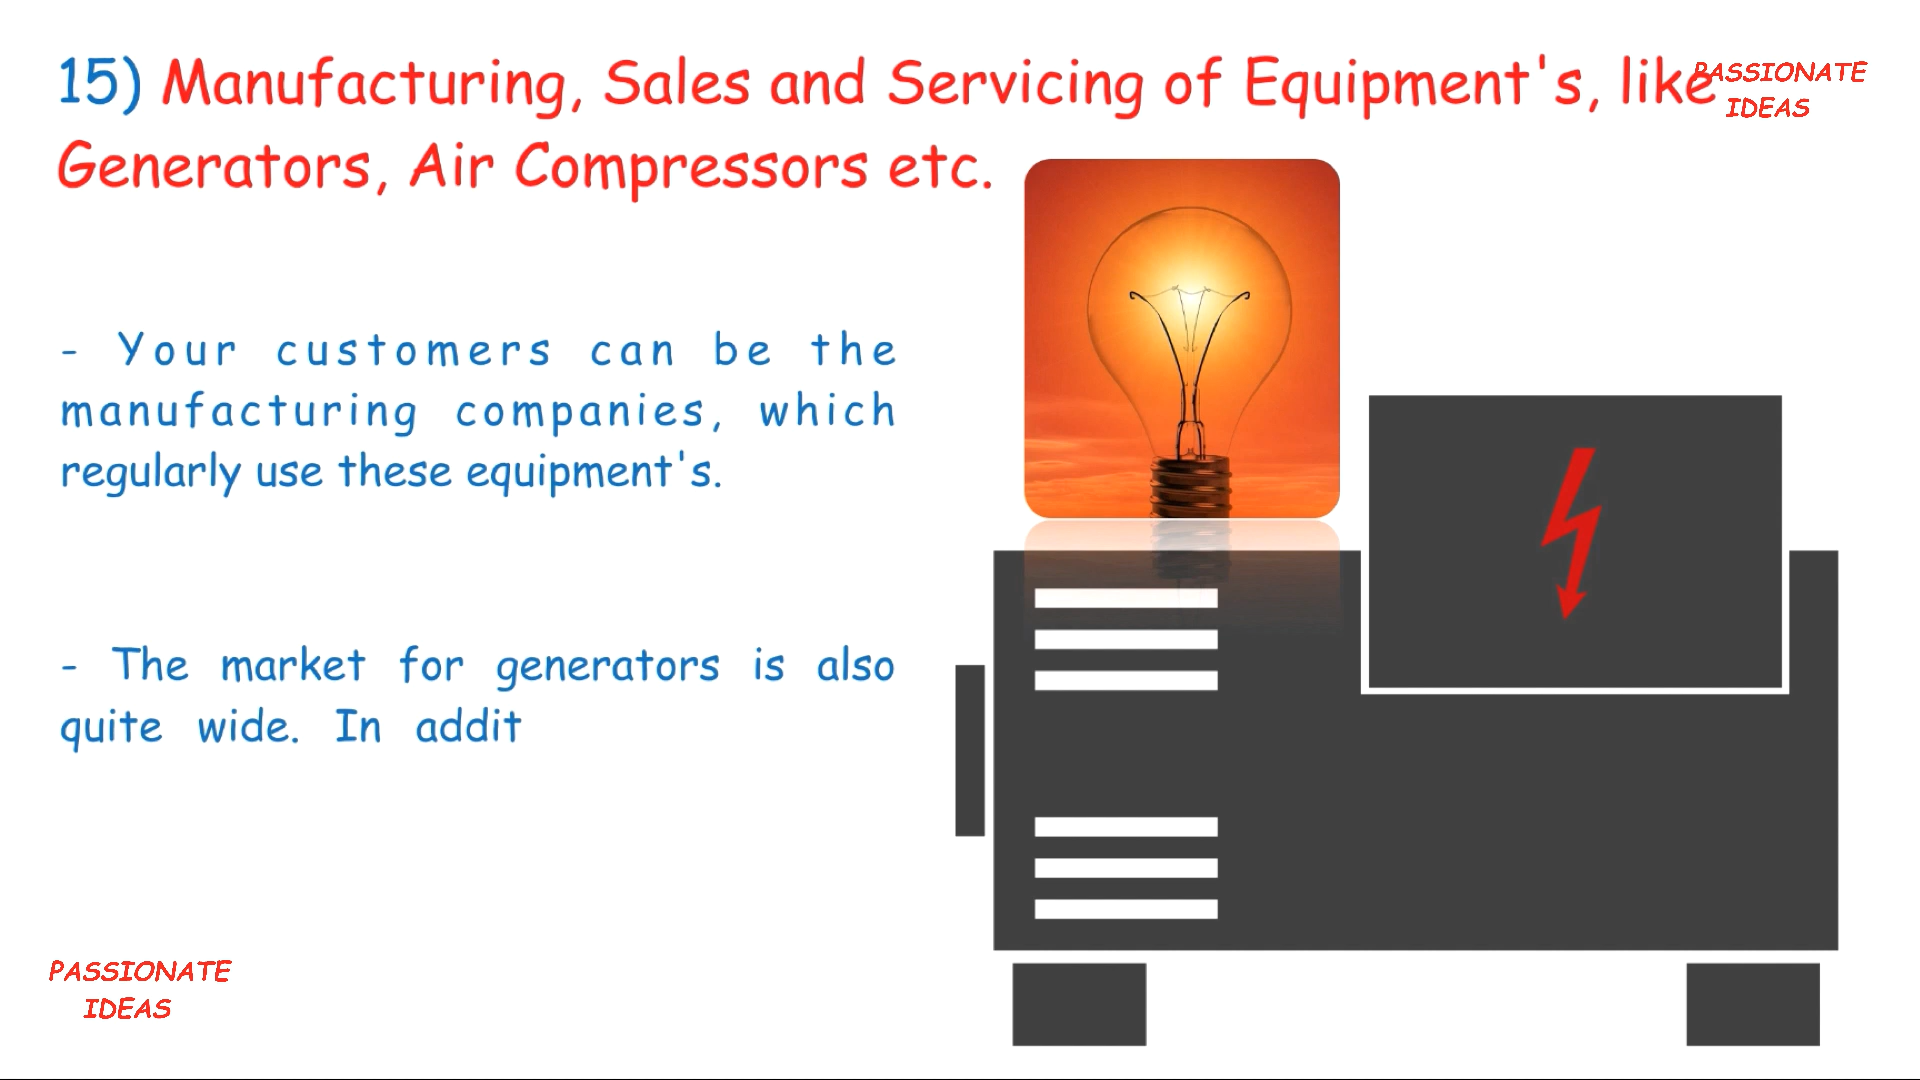 15) Manufacturing, Sales and Servicing of Equipment's, like
PASSIONATE
IDEAS
Generators, Air Compressors etc.
- Your customers can be the
manufacturing companies, which
regularly use these equipment's.
- The market for generators is also
quite wide. In addit
PASSIONATE
IDEAS